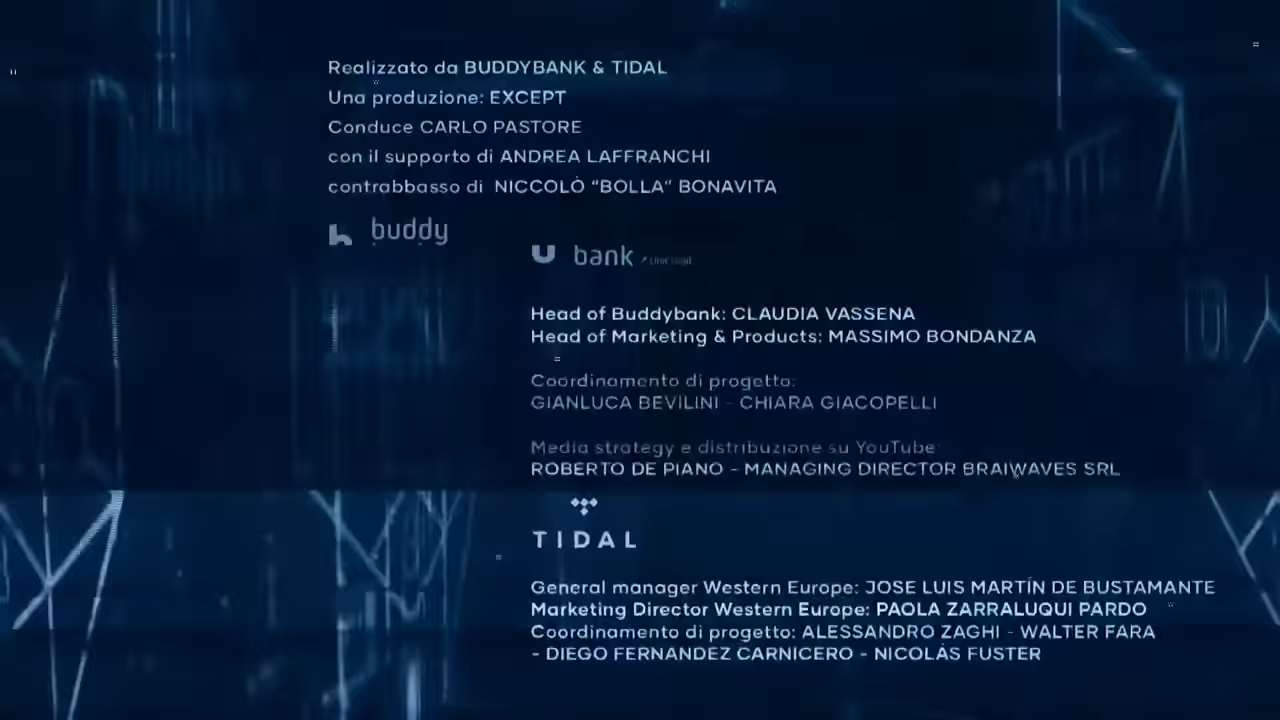 Realizzato da BUDDYBANK & TIDAL
Una produzione: EXCEPT
Conduce CARLO PASTORE
con il supporto di ANDREA LAFFRANCHI
contrabbasso di NICCOLÒ “BOLLA” BONAVITA
buddy
bank
Head of Buddybank: CLAUDIA VASSENA
Head of Marketing & Products: MASSIMO BONDANZA
Coordinamento di progetto:
GIANLUCA BEVILINI - CHIARA GIACOPELLI
Media strategy e distribuzione su YouTube:
ROBERTO DE PIANO - MANAGING DIRECTOR BRAIWAVES SRL
TIDAL
General manager Western Europe: JOSE LUIS MARTÍN DE BUSTAMANTE
Marketing Director Western Europe: PAOLA ZARRALUQUI PARDO
Coordinamento di progetto: ALESSANDRO ZAGHI - WALTER FARA
- DIEGO FERNANDEZ CARNICERO - NICOLÁS FUSTER